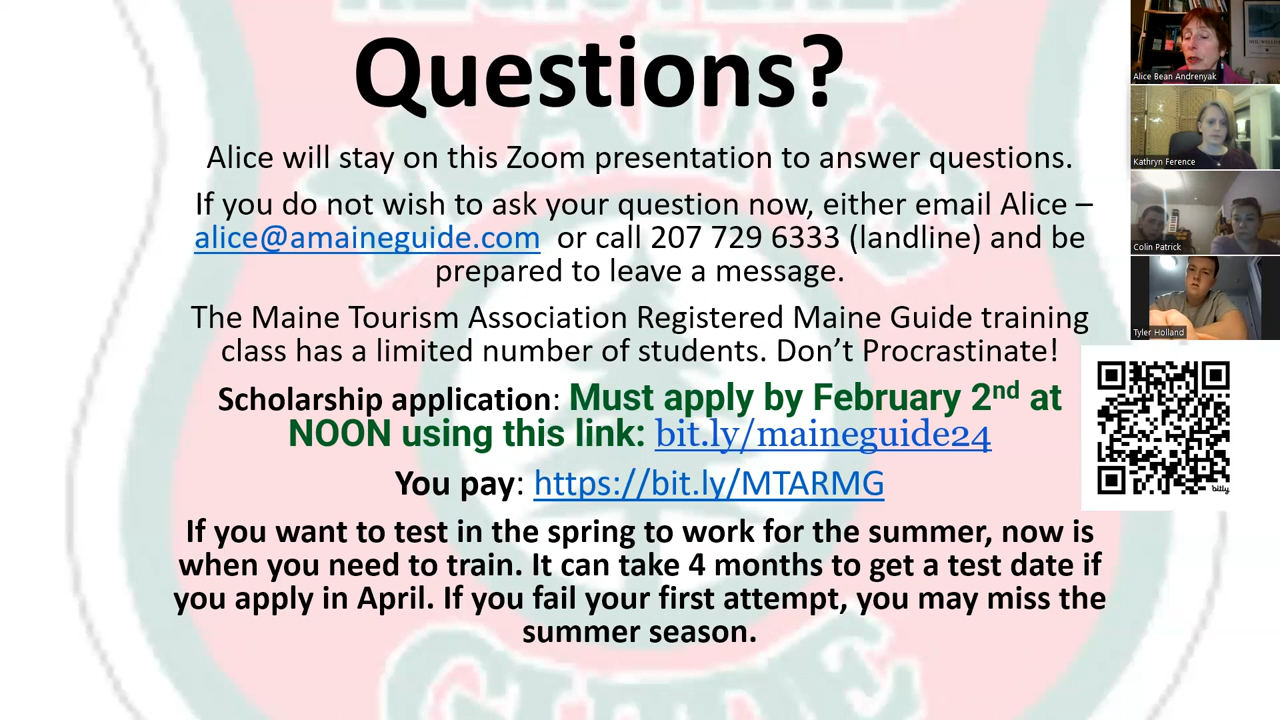 REGISTERED
MAINE
GUIDE
Questions?
Alice will stay on this Zoom presentation to answer questions.
If you do not wish to ask your question now, either email Alice –
alice@amaineguide.com or call 207 729 6333 (landline) and be
prepared to leave a message.
The Maine Tourism Association Registered Maine Guide training
class has a limited number of students. Don’t Procrastinate!
Scholarship application: Must apply by February 2nd at
NOON using this link: bit.ly/maineguide24
You pay: https://bit.ly/MTARMG
If you want to test in the spring to work for the summer, now is
when you need to train. It can take 4 months to get a test date if
you apply in April. If you fail your first attempt, you may miss the
summer season.
Alice Bean Andrenyak
Kathryn Ference
Colin Patrick
Tyler Holland
bitly